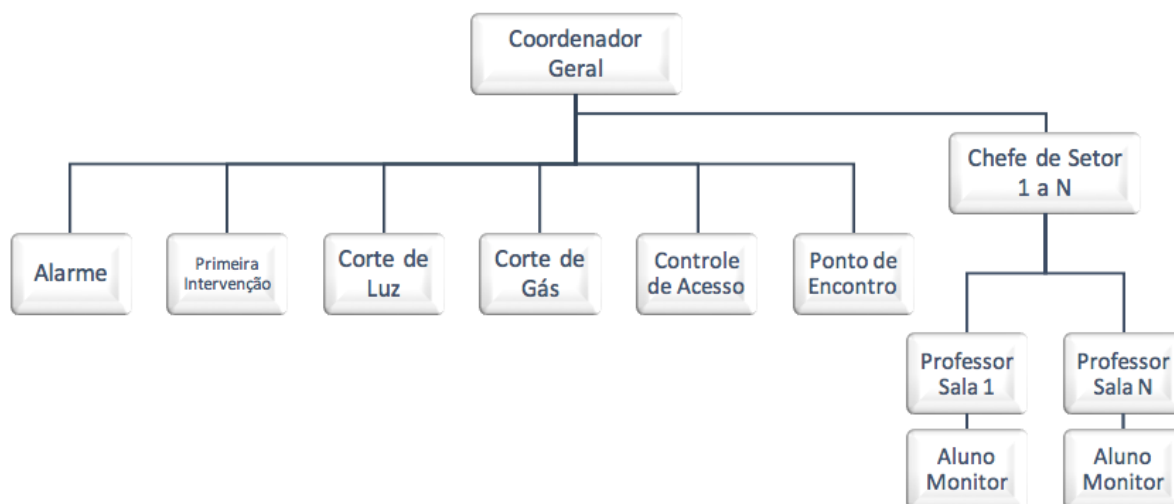 Coordenador
Geral
Chefe de Setor
1 a N
Alarme
Primeira
Intervenção
Corte de
Luz
Corte de
Gás
Controle
de Acesso
Ponto de
Encontro
Professor
Sala 1
Professor
Sala N
Aluno
Monitor
Aluno
Monitor